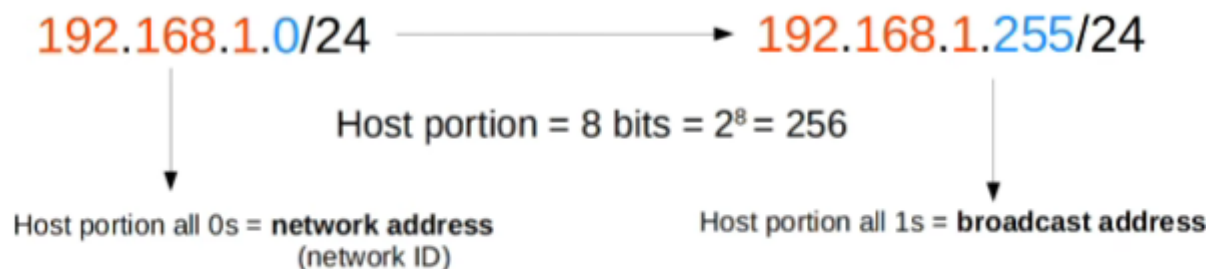 192.168.1.0/24 192.168.1.255/24
Host portion = 8 bits = 2⁸ = 256
Host portion all 0s = network address
(network ID)
Host portion all 1s = broadcast address